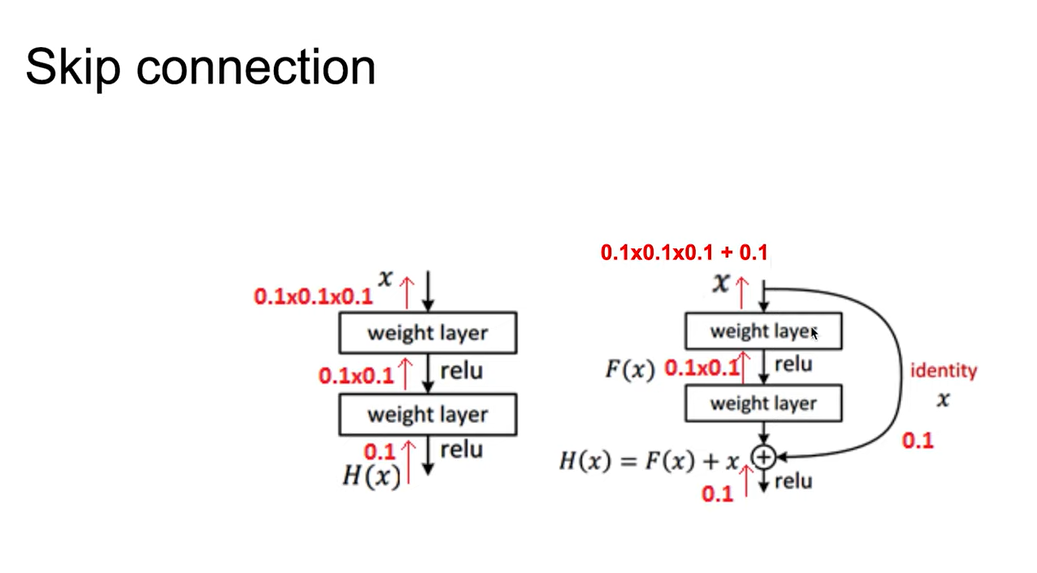 Skip connection
x
0.1x0.1x0.1
weight layer
0.1x0.1
relu
weight layer
0.1
relu
H(x)
0.1x0.1x0.1 + 0.1
x
weight layer
F(x) 0.1x0.1
relu
identity
x
weight layer
0.1
H(x) = F(x) + x
relu
0.1